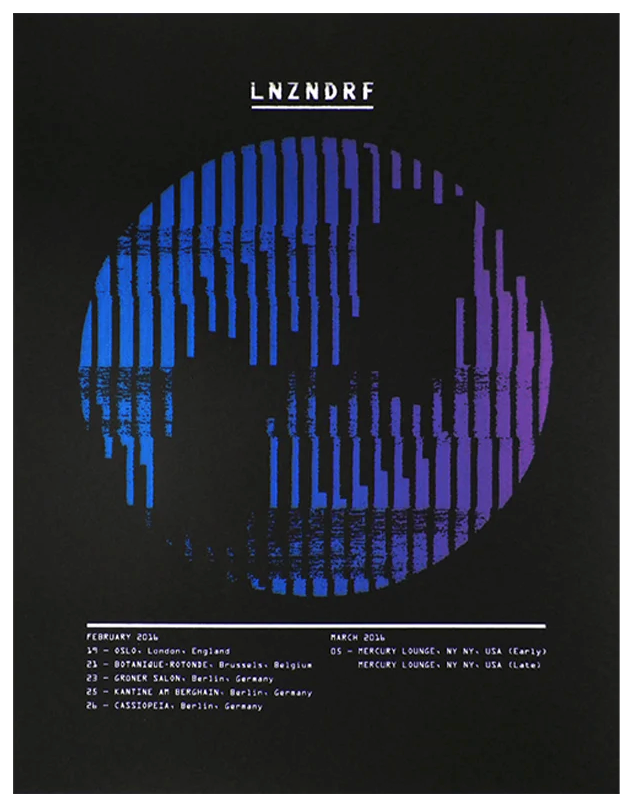 LNZNDRF
FEBRUARY 2016
19 - OSLO, London, England
21 - BOTANIQUE-ROTONDE, Brussels, Belgium
23 - GRÜNER SALON, Berlin, Germany
25 - KANTINE AM BERGHAIN, Berlin, Germany
26 - CASSIOPEIA, Berlin, Germany
MARCH 2016
05 - MERCURY LOUNGE, NY NY, USA (Early)
MERCURY LOUNGE, NY NY, USA (Late)